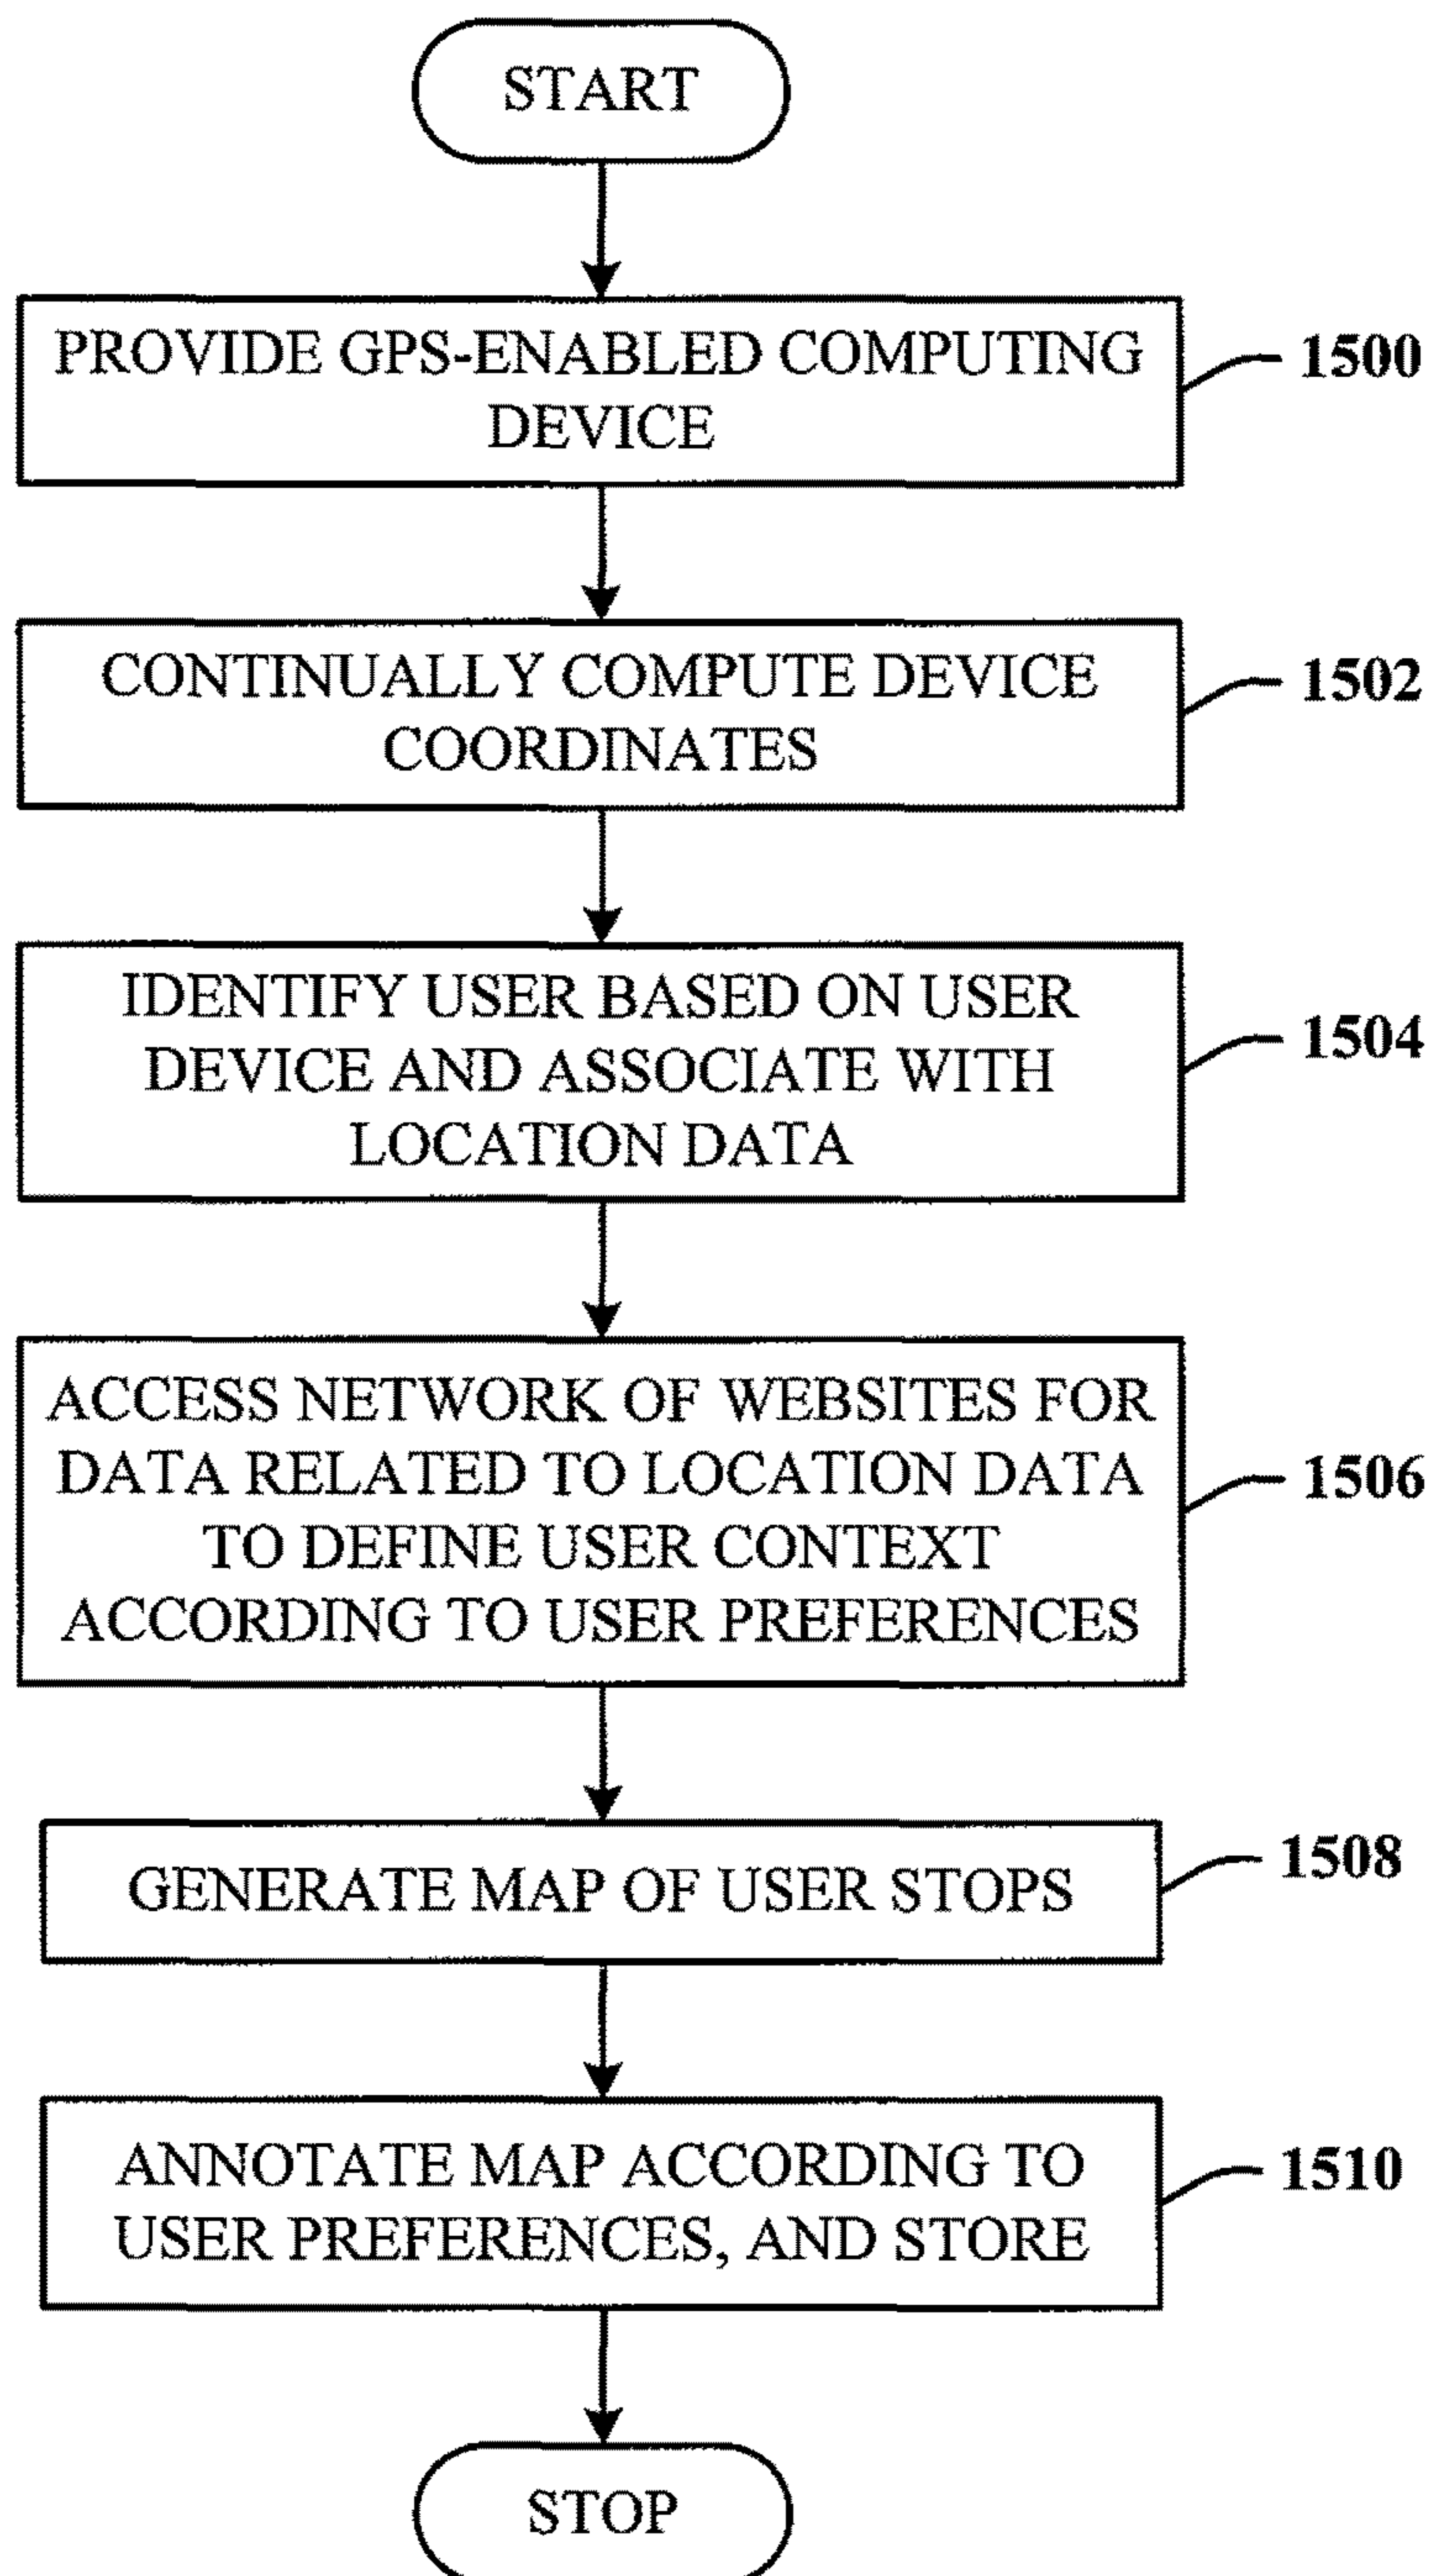 START
PROVIDE GPS-ENABLED COMPUTING
DEVICE
1500
CONTINUALLY COMPUTE DEVICE
COORDINATES
1502
IDENTIFY USER BASED ON USER
DEVICE AND ASSOCIATE WITH
LOCATION DATA
1504
ACCESS NETWORK OF WEBSITES FOR
DATA RELATED TO LOCATION DATA
TO DEFINE USER CONTEXT
ACCORDING TO USER PREFERENCES
1506
GENERATE MAP OF USER STOPS
1508
ANNOTATE MAP ACCORDING TO
USER PREFERENCES, AND STORE
1510
STOP